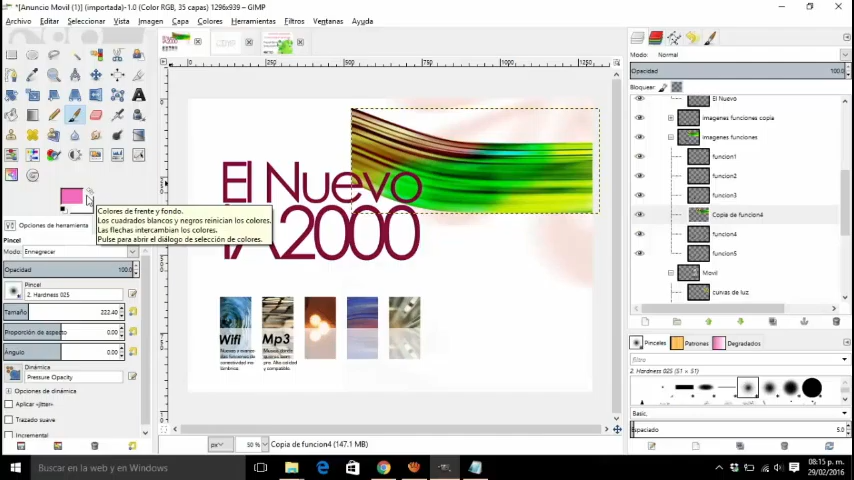 *[Anuncio Movil (1)] (importada)-1.0 (Color RGB, 35 capas) 1296x939 – GIMP
Archivo Editar Seleccionar Vista Imagen Capa Colores Herramientas Filtros Ventanas Ayuda
Modo: Normal
Opacidad 100.0
Bloquear:
El Nuevo
imagenes funciones copia
imagenes funciones
funcion1
funcion2
funcion3
Copia de funcion4
funcion4
funcion5
Movil
curvas de luz
El Nuevo
A2000
Wifi
Mp3
Colores de frente y fondo.
Los cuadrados blancos y negros reinician los colores.
Las flechas intercambian los colores.
Pulse para abrir el diálogo de selección de colores.
Opciones de herramienta
Pincel
Modo: Ennegrecer
Opacidad 100.0
Pincel
2. Hardness 025
Tamaño 222.40
Proporción de aspecto 0.00
Ángulo 0.00
Dinámica
Pressure Opacity
Opciones de dinámica
Aplicar «Jitter»
Trazado suave
Incremental
Pinceles Patrones Degradados
filtro
2. Hardness 025 (51 × 51)
Basic.
Espaciado 5.0
px 50 % Copia de funcion4 (147.1 MB)
Buscar en la web y en Windows
08:15 p. m.
29/02/2016